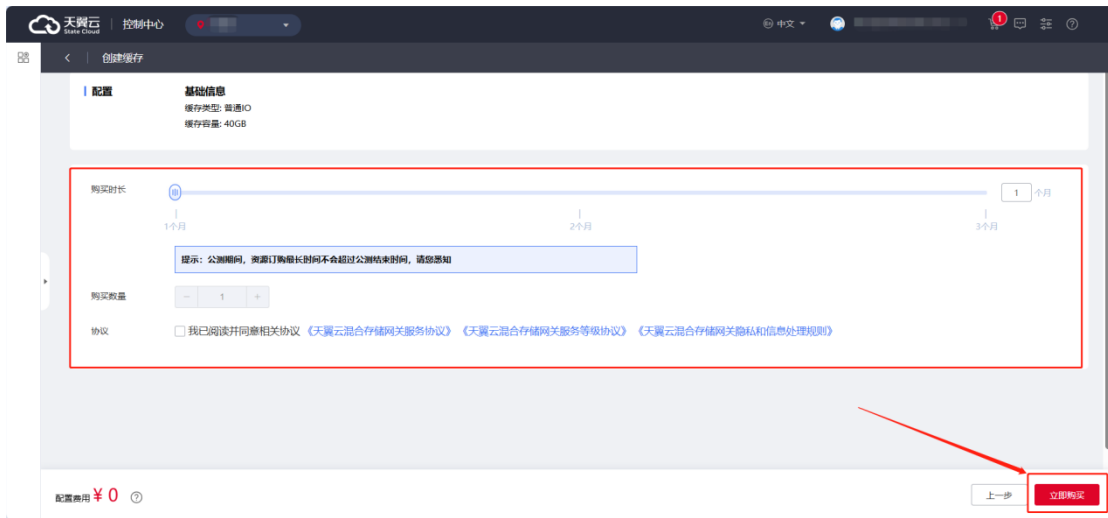 天翼云 控制中心 中文 1
State Cloud
创建缓存
配置 基础信息
缓存类型: 普通IO
缓存容量: 40GB
购买时长 1 个月
1个月 2个月 3个月
提示：公测期间，资源订购最长时间不会超过公测结束时间，请您悉知
购买数量 − 1 +
协议 我已阅读并同意相关协议 《天翼云混合存储网关服务协议》 《天翼云混合存储网关服务等级协议》 《天翼云混合存储网关隐私和信息处理规则》
配置费用 ¥ 0 上一步 立即购买